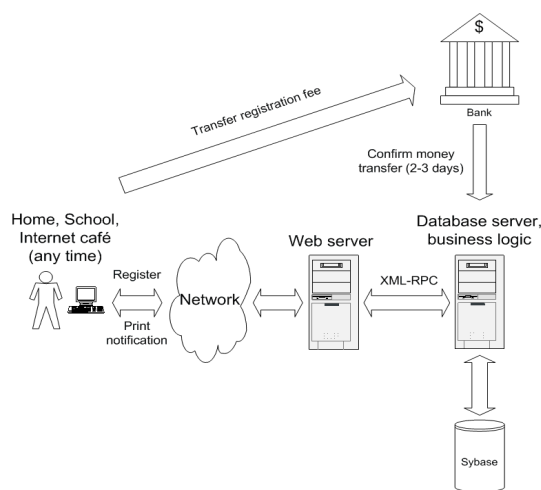 $
Bank
Transfer registration fee
Confirm money
transfer (2-3 days)
Home, School,
Internet café
(any time)
Register
Print
notification
Network
Web server
XML-RPC
Database server,
business logic
Sybase